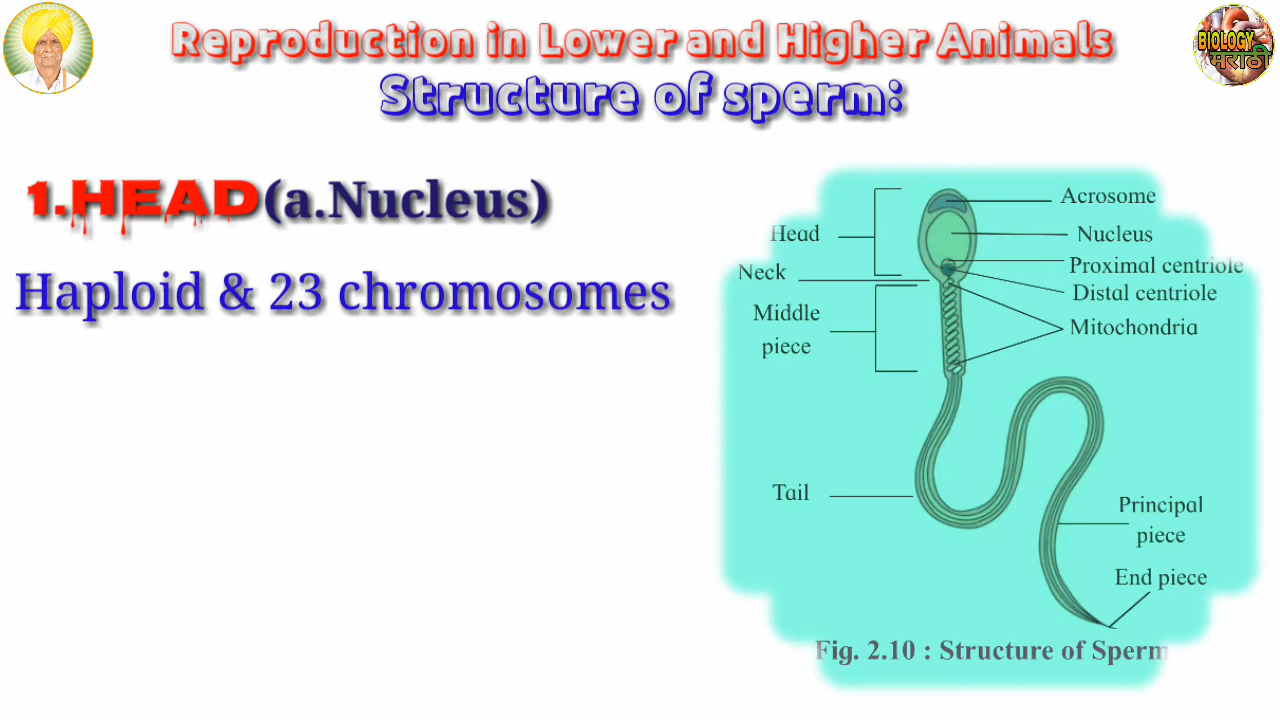 Reproduction in Lower and Higher Animals
Structure of sperm:
BIOLOGY
मराठी
1.HEAD(a.Nucleus)
Haploid & 23 chromosomes
Acrosome
Head
Nucleus
Proximal centriole
Neck
Distal centriole
Middle
piece
Mitochondria
Tail
Principal
piece
End piece
Fig. 2.10 : Structure of Sperm